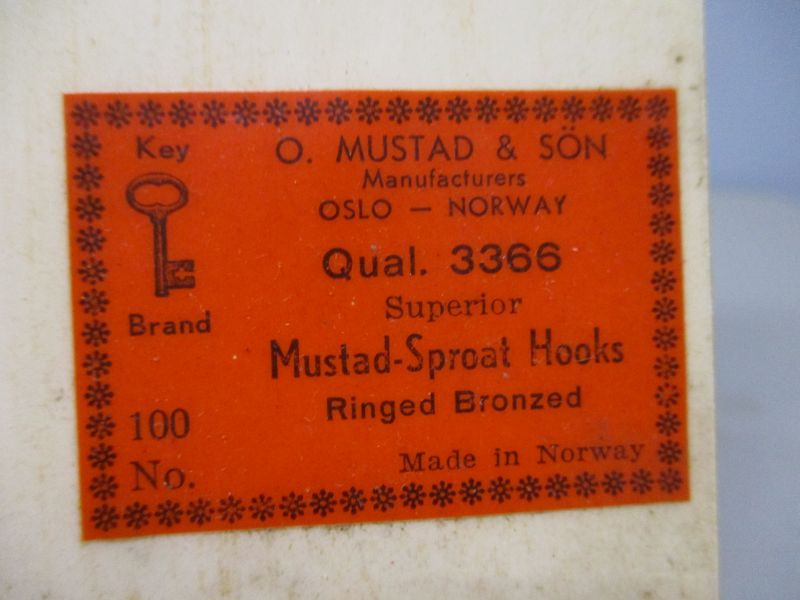 Key
Brand
100
No.
O. MUSTAD & SÖN
Manufacturers
OSLO — NORWAY
Qual. 3366
Superior
Mustad-Sproat Hooks
Ringed Bronzed
Made in Norway